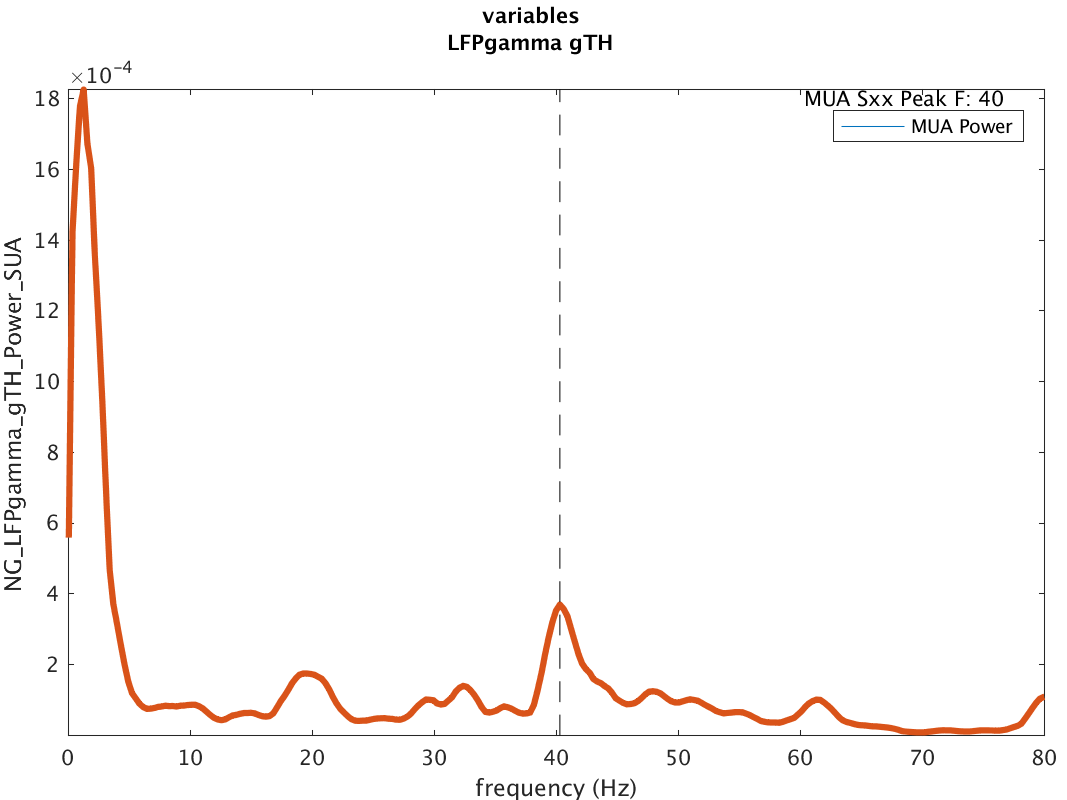 variables
LFPgamma gTH
×10⁻⁴
MUA Sxx Peak F: 40
MUA Power
18
16
14
12
10
8
6
4
2
NG_LFPgamma_gTH_Power_SUA
0 10 20 30 40 50 60 70 80
frequency (Hz)